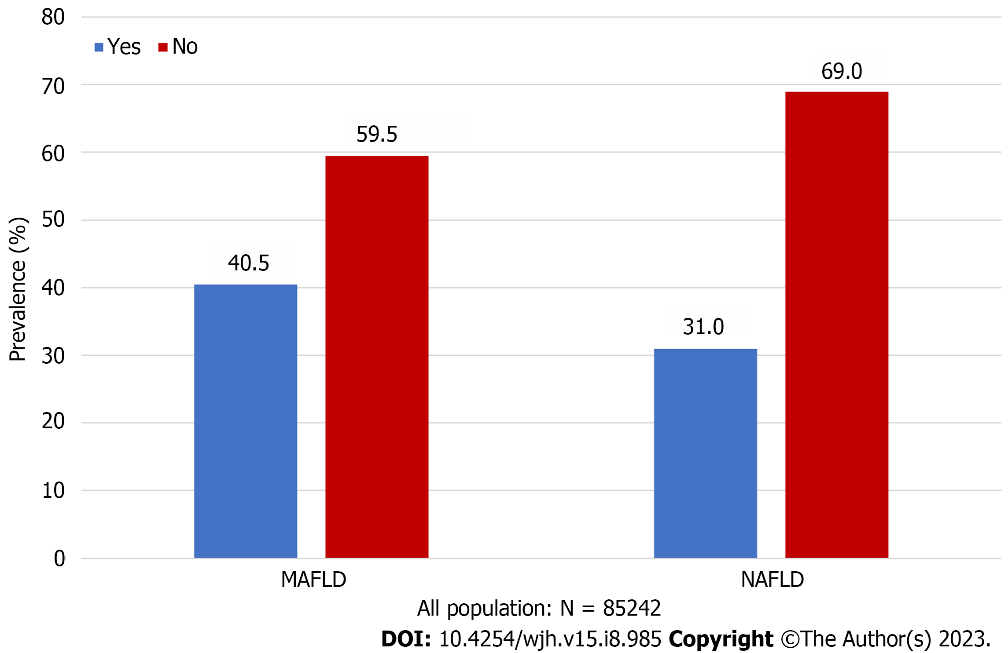 80
Yes No
70
60
50
40
30
20
10
0
Prevalence (%)
40.5
59.5
31.0
69.0
MAFLD NAFLD
All population: N = 85242
DOI: 10.4254/wjh.v15.i8.985 Copyright ©The Author(s) 2023.